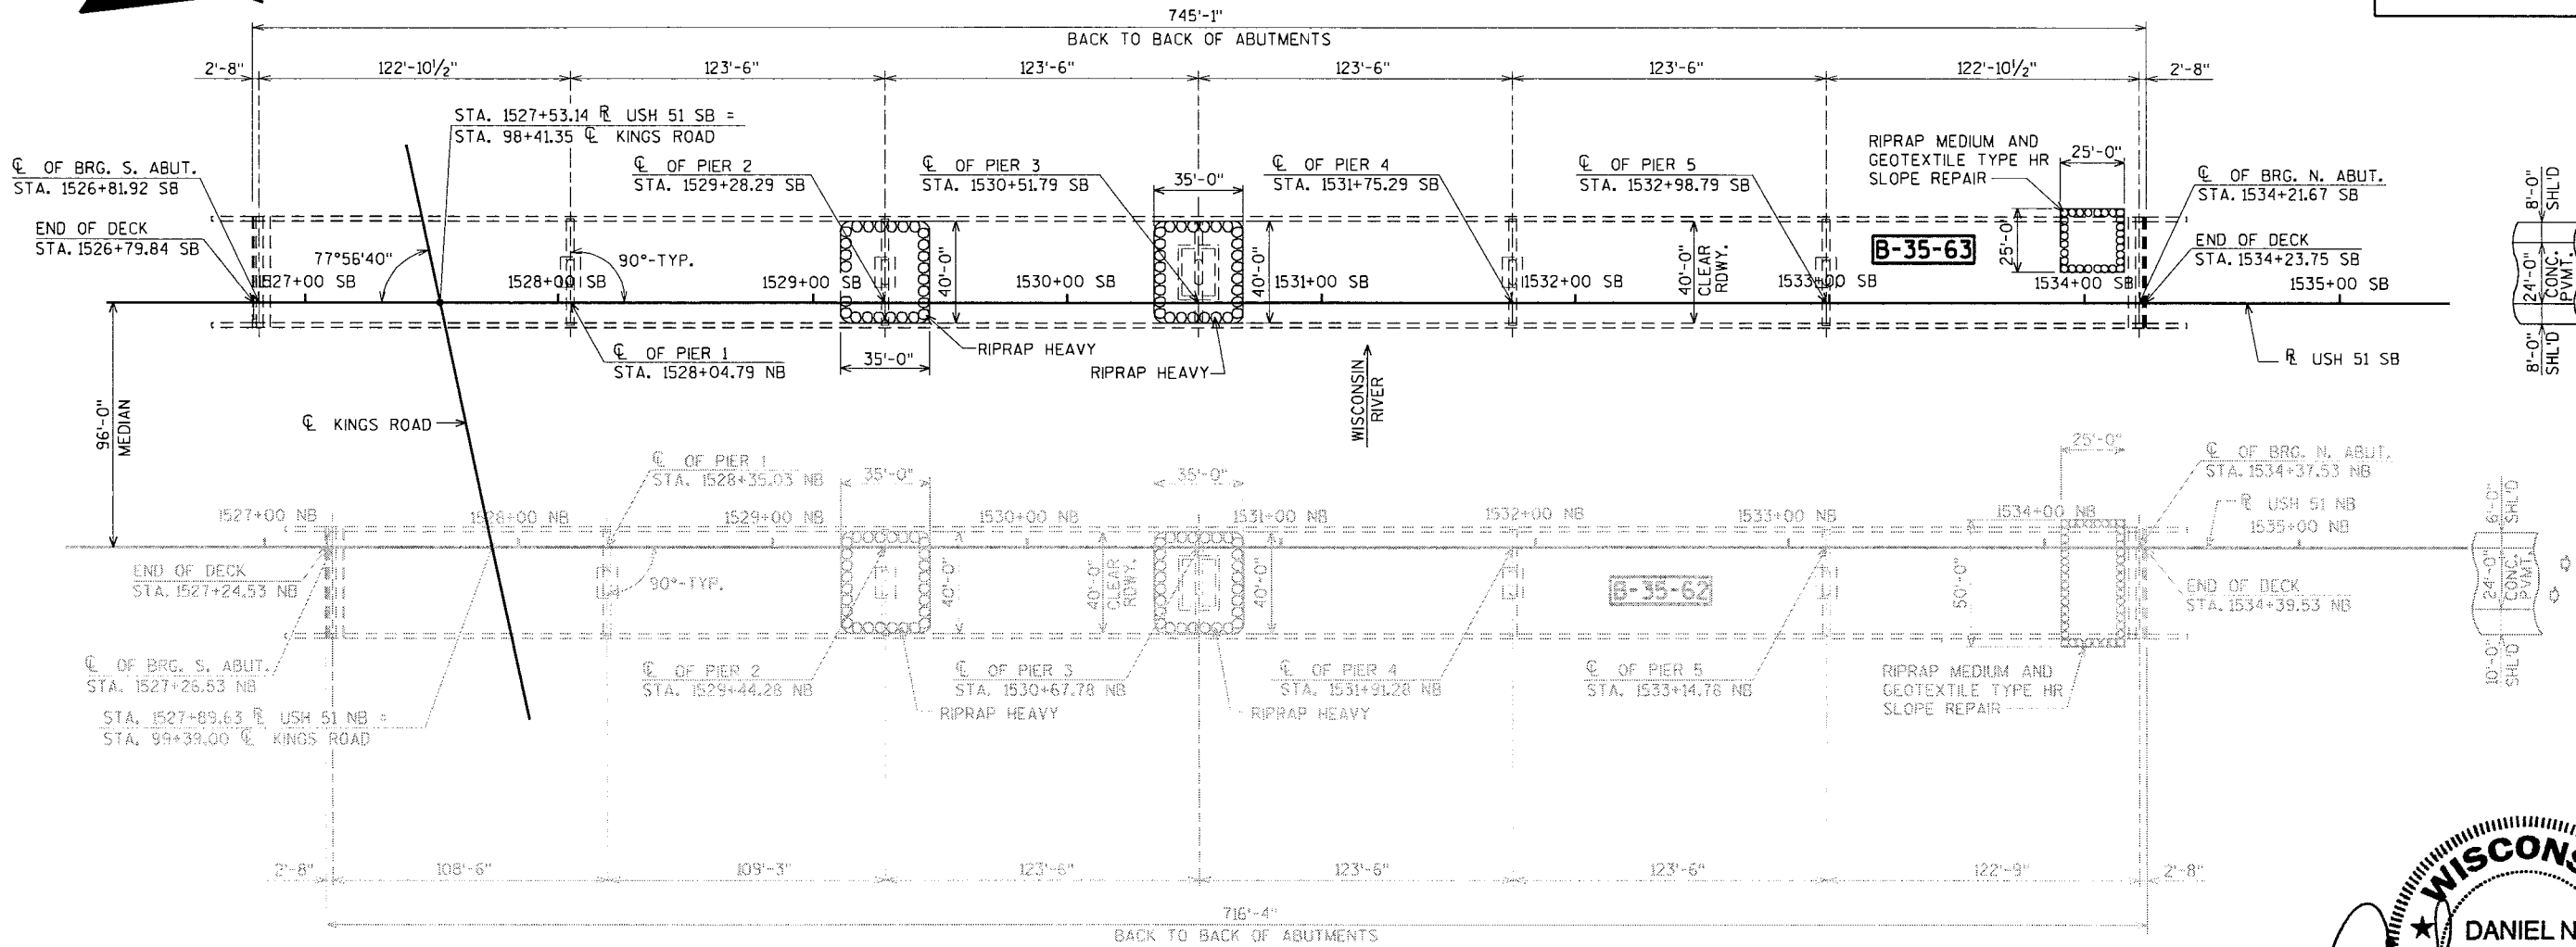 745'-1"
BACK TO BACK OF ABUTMENTS
2'-8"
122'-10½"
123'-6"
123'-6"
123'-6"
123'-6"
122'-10½"
2'-8"
STA. 1527+53.14 ℞ USH 51 SB =
STA. 98+41.35 ℄ KINGS ROAD
℄ OF BRG. S. ABUT.
STA. 1526+81.92 SB
END OF DECK
STA. 1526+79.84 SB
℄ OF PIER 2
STA. 1529+28.29 SB
℄ OF PIER 3
STA. 1530+51.79 SB
℄ OF PIER 4
STA. 1531+75.29 SB
℄ OF PIER 5
STA. 1532+98.79 SB
RIPRAP MEDIUM AND
GEOTEXTILE TYPE HR
SLOPE REPAIR
25'-0"
25'-0"
℄ OF BRG. N. ABUT.
STA. 1534+21.67 SB
END OF DECK
STA. 1534+23.75 SB
35'-0"
77°56'40"
90°-TYP.
40'-0"
40'-0"
40'-0"
CLEAR
RDWY.
B-35-63
1527+00 SB
1528+00 SB
1529+00 SB
1530+00 SB
1531+00 SB
1532+00 SB
1533+00 SB
1534+00 SB
1535+00 SB
8'-0"
SHL'D
24'-0"
CONC.
PVMT.
8'-0"
SHL'D
℄ OF PIER 1
STA. 1528+04.79 NB
35'-0"
RIPRAP HEAVY
RIPRAP HEAVY
WISCONSIN
RIVER
℞ USH 51 SB
96'-0"
MEDIAN
℄ KINGS ROAD
℄ OF PIER 1
STA. 1528+35.03 NB
35'-0"
35'-0"
25'-0"
℄ OF BRG. N. ABUT.
STA. 1534+37.53 NB
℞ USH 51 NB
1527+00 NB
1528+00 NB
1529+00 NB
1530+00 NB
1531+00 NB
1532+00 NB
1533+00 NB
1534+00 NB
1535+00 NB
END OF DECK
STA. 1527+24.53 NB
90°-TYP.
40'-0"
40'-0"
CLEAR
RDWY.
40'-0"
B-35-62
50'-0"
END OF DECK
STA. 1534+39.53 NB
6'-0"
SHL'D
24'-0"
CONC.
PVMT.
10'-0"
SHL'D
℄ OF BRG. S. ABUT.
STA. 1527+26.53 NB
STA. 1527+89.63 ℞ USH 51 NB =
STA. 99+39.00 ℄ KINGS ROAD
℄ OF PIER 2
STA. 1529+44.28 NB
℄ OF PIER 3
STA. 1530+67.78 NB
℄ OF PIER 4
STA. 1531+91.28 NB
℄ OF PIER 5
STA. 1533+14.78 NB
RIPRAP HEAVY
RIPRAP HEAVY
RIPRAP MEDIUM AND
GEOTEXTILE TYPE HR
SLOPE REPAIR
2'-8"
108'-6"
109'-3"
123'-6"
123'-6"
123'-6"
122'-9"
2'-8"
716'-4"
BACK TO BACK OF ABUTMENTS
WISCONS
DANIEL N